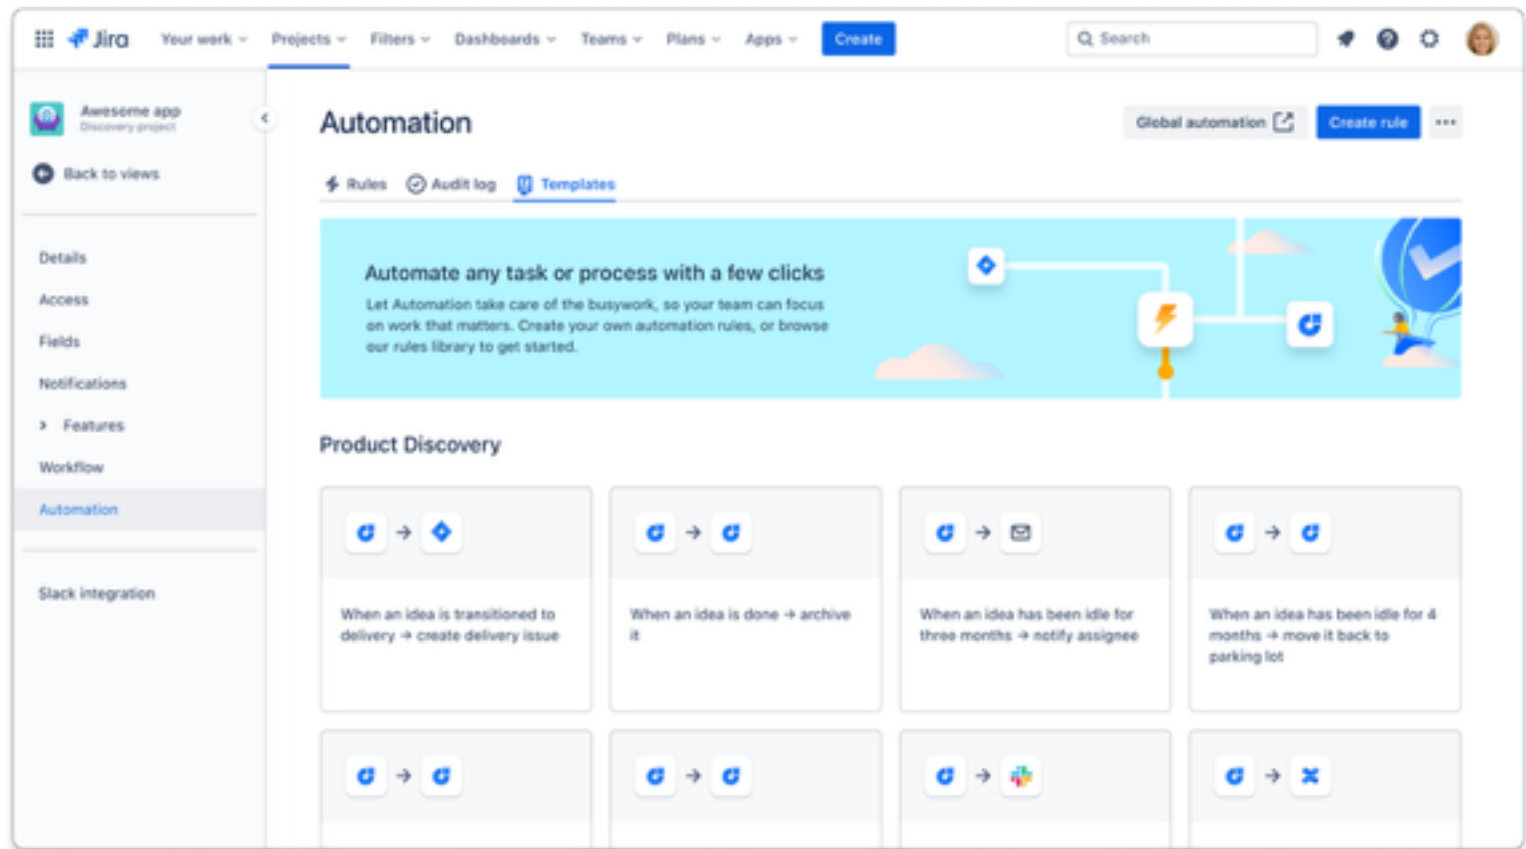 Jira Your work Projects Filters Dashboards Teams Plans Apps Create Search
Awesome app
Discovery project
Back to views
Details
Access
Fields
Notifications
Features
Workflow
Automation
Slack integration
Automation
Global automation Create rule
Rules Audit log Templates
Automate any task or process with a few clicks
Let Automation take care of the busywork, so your team can focus
on work that matters. Create your own automation rules, or browse
our rules library to get started.
Product Discovery
When an idea is transitioned to
delivery → create delivery issue
When an idea is done → archive
it
When an idea has been idle for
three months → notify assignee
When an idea has been idle for 4
months → move it back to
parking lot